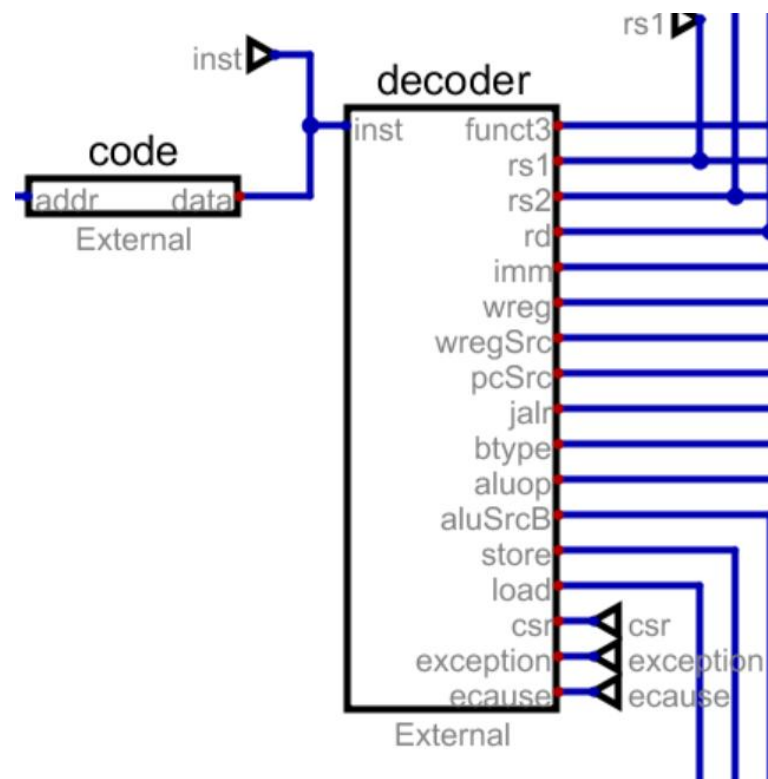 rs1
inst
decoder
inst funct3
code
rs1
addr data
rs2
External
rd
imm
wreg
wregSrc
pcSrc
jalr
btype
aluop
aluSrcB
store
load
csr csr
exception exception
ecause ecause
External